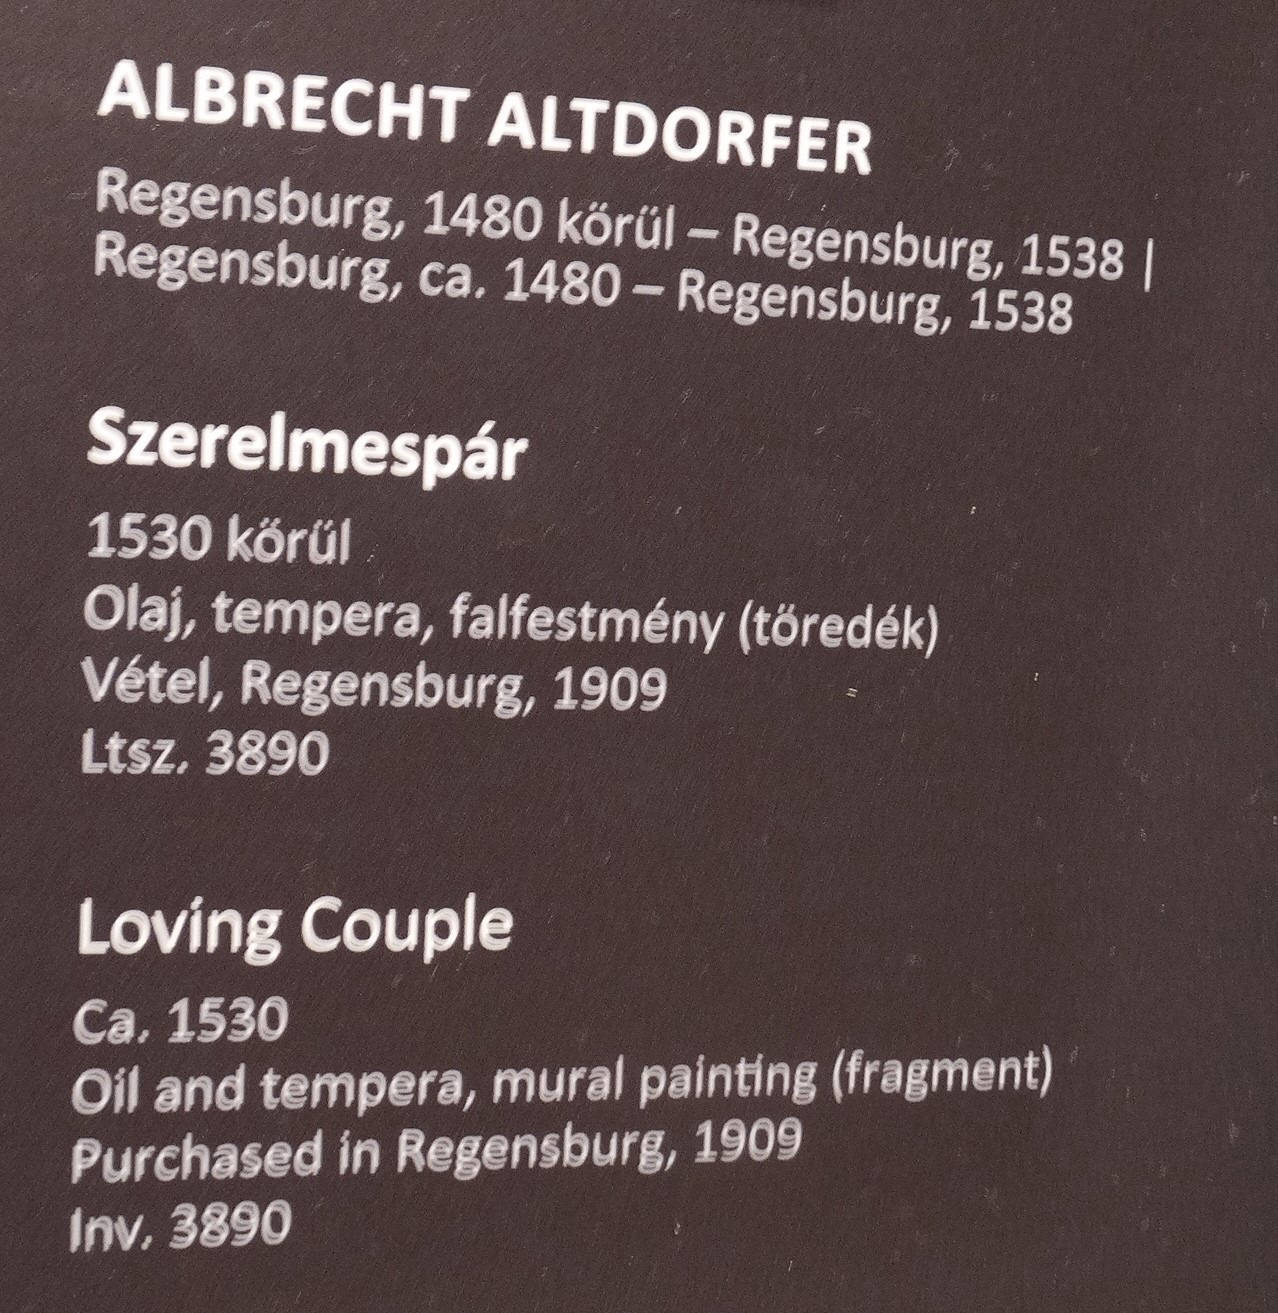 ALBRECHT ALTDORFER
Regensburg, 1480 körül – Regensburg, 1538 |
Regensburg, ca. 1480 – Regensburg, 1538
Szerelmespár
1530 körül
Olaj, tempera, falfestmény (töredék)
Vétel, Regensburg, 1909
Ltsz. 3890
Loving Couple
Ca. 1530
Oil and tempera, mural painting (fragment)
Purchased in Regensburg, 1909
Inv. 3890